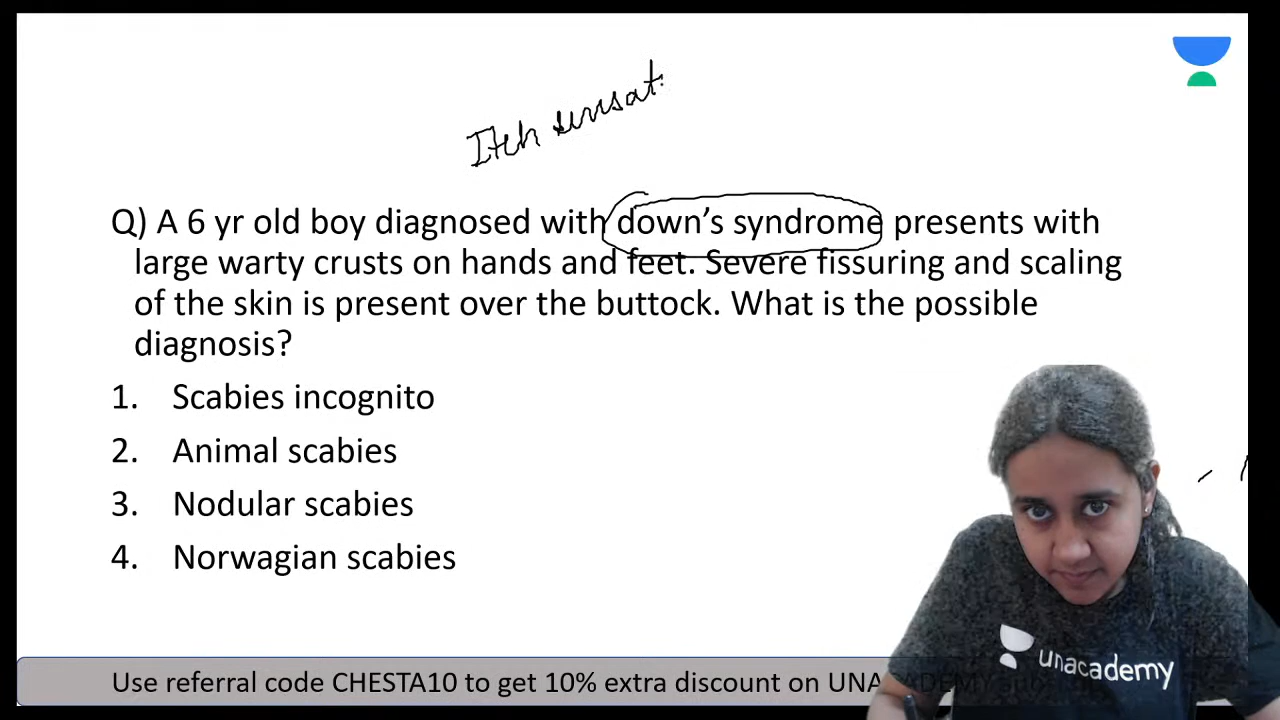 Itch sensat
Q) A 6 yr old boy diagnosed with down's syndrome presents with
large warty crusts on hands and feet. Severe fissuring and scaling
of the skin is present over the buttock. What is the possible
diagnosis?
1. Scabies incognito
2. Animal scabies
3. Nodular scabies
4. Norwagian scabies
unacademy
Use referral code CHESTA10 to get 10% extra discount on UNACADEMY